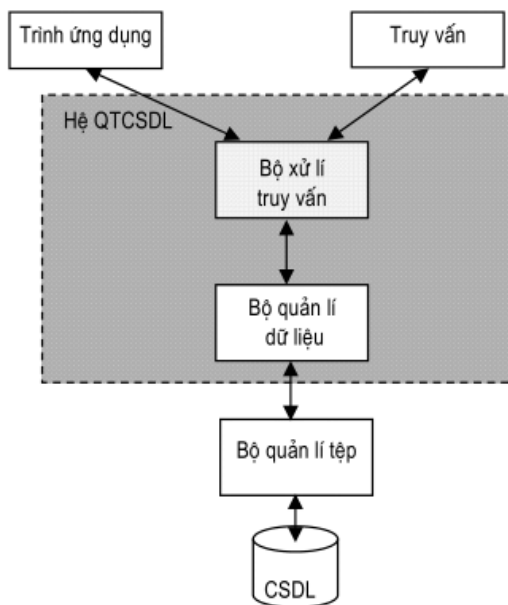 Trình ứng dụng
Truy vấn
Hệ QTCSDL
Bộ xử lí
truy vấn
Bộ quản lí
dữ liệu
Bộ quản lí tệp
CSDL